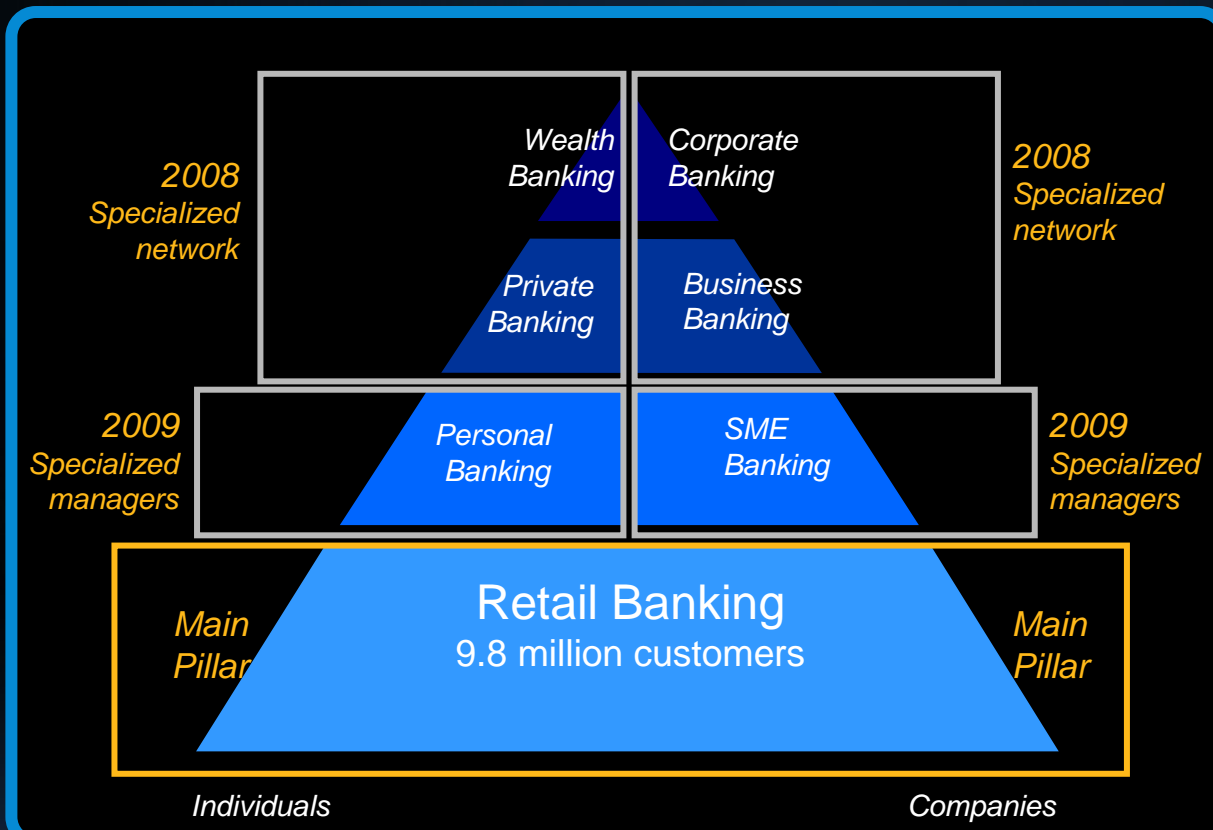 Wealth
Banking
Corporate
Banking
2008
Specialized
network
2008
Specialized
network
Private
Banking
Business
Banking
2009
Specialized
managers
Personal
Banking
SME
Banking
2009
Specialized
managers
Main
Pillar
Retail Banking
9.8 million customers
Main
Pillar
Individuals
Companies